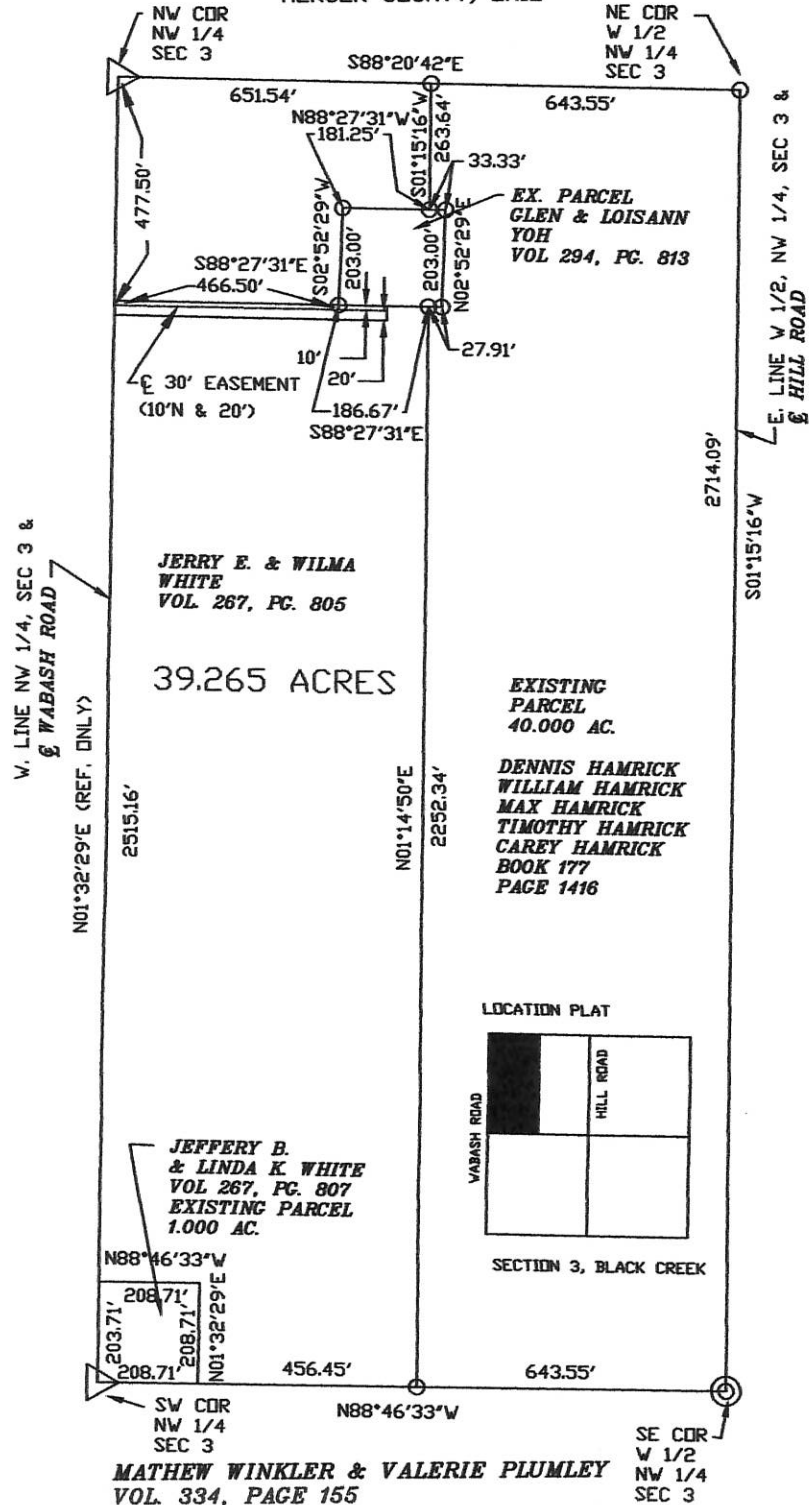 NW COR
NW 1/4
SEC 3
NE COR
W 1/2
NW 1/4
SEC 3
S88°20'42"E
651.54'
643.55'
N88°27'31"W
181.25'
S01°15'16"W
263.64'
33.33'
477.50'
S02°52'29"W
203.00'
203.00'
N02°52'29"E
EX. PARCEL
GLEN & LOISANN
YOH
VOL 294, PG. 813
S88°27'31"E
466.50'
27.91'
10'
20'
℄ 30' EASEMENT
(10'N & 20')
186.67'
S88°27'31"E
E. LINE W 1/2, NW 1/4, SEC 3 &
℄ HILL ROAD
2714.09'
S01°15'16"W
W. LINE NW 1/4, SEC 3 &
℄ WABASH ROAD
N01°32'29"E (REF. ONLY)
2515.16'
JERRY E. & WILMA
WHITE
VOL. 267, PG. 805
39.265 ACRES
N01°14'50"E
2252.34'
EXISTING
PARCEL
40.000 AC.
DENNIS HAMRICK
WILLIAM HAMRICK
MAX HAMRICK
TIMOTHY HAMRICK
CAREY HAMRICK
BOOK 177
PAGE 1416
LOCATION PLAT
WABASH ROAD
HILL ROAD
SECTION 3, BLACK CREEK
JEFFERY B.
& LINDA K. WHITE
VOL 267, PG. 807
EXISTING PARCEL
1.000 AC.
N88°46'33"W
208.71'
203.71'
208.71'
N01°32'29"E
208.71'
456.45'
643.55'
N88°46'33"W
SW COR
NW 1/4
SEC 3
SE COR
W 1/2
NW 1/4
SEC 3
MATHEW WINKLER & VALERIE PLUMLEY
VOL. 334, PAGE 155